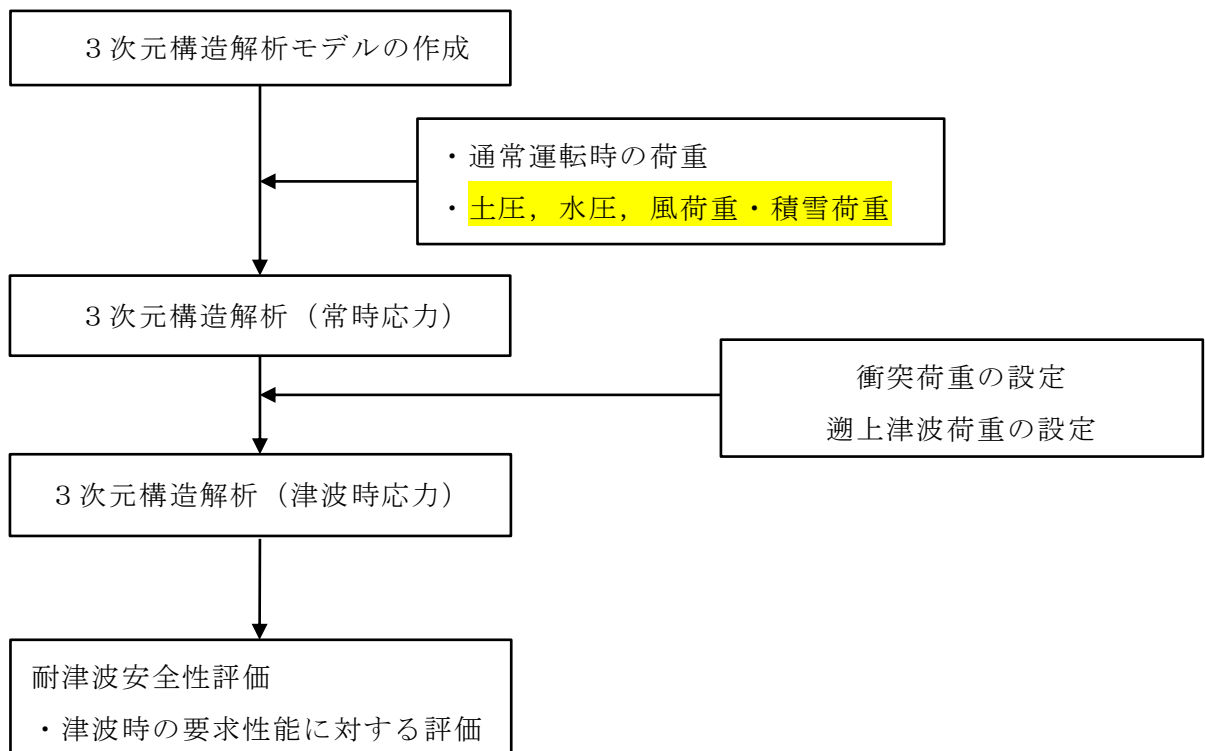 ３次元構造解析モデルの作成
・通常運転時の荷重
・土圧，水圧，風荷重・積雪荷重
３次元構造解析（常時応力）
衝突荷重の設定
遡上津波荷重の設定
３次元構造解析（津波時応力）
耐津波安全性評価
・津波時の要求性能に対する評価